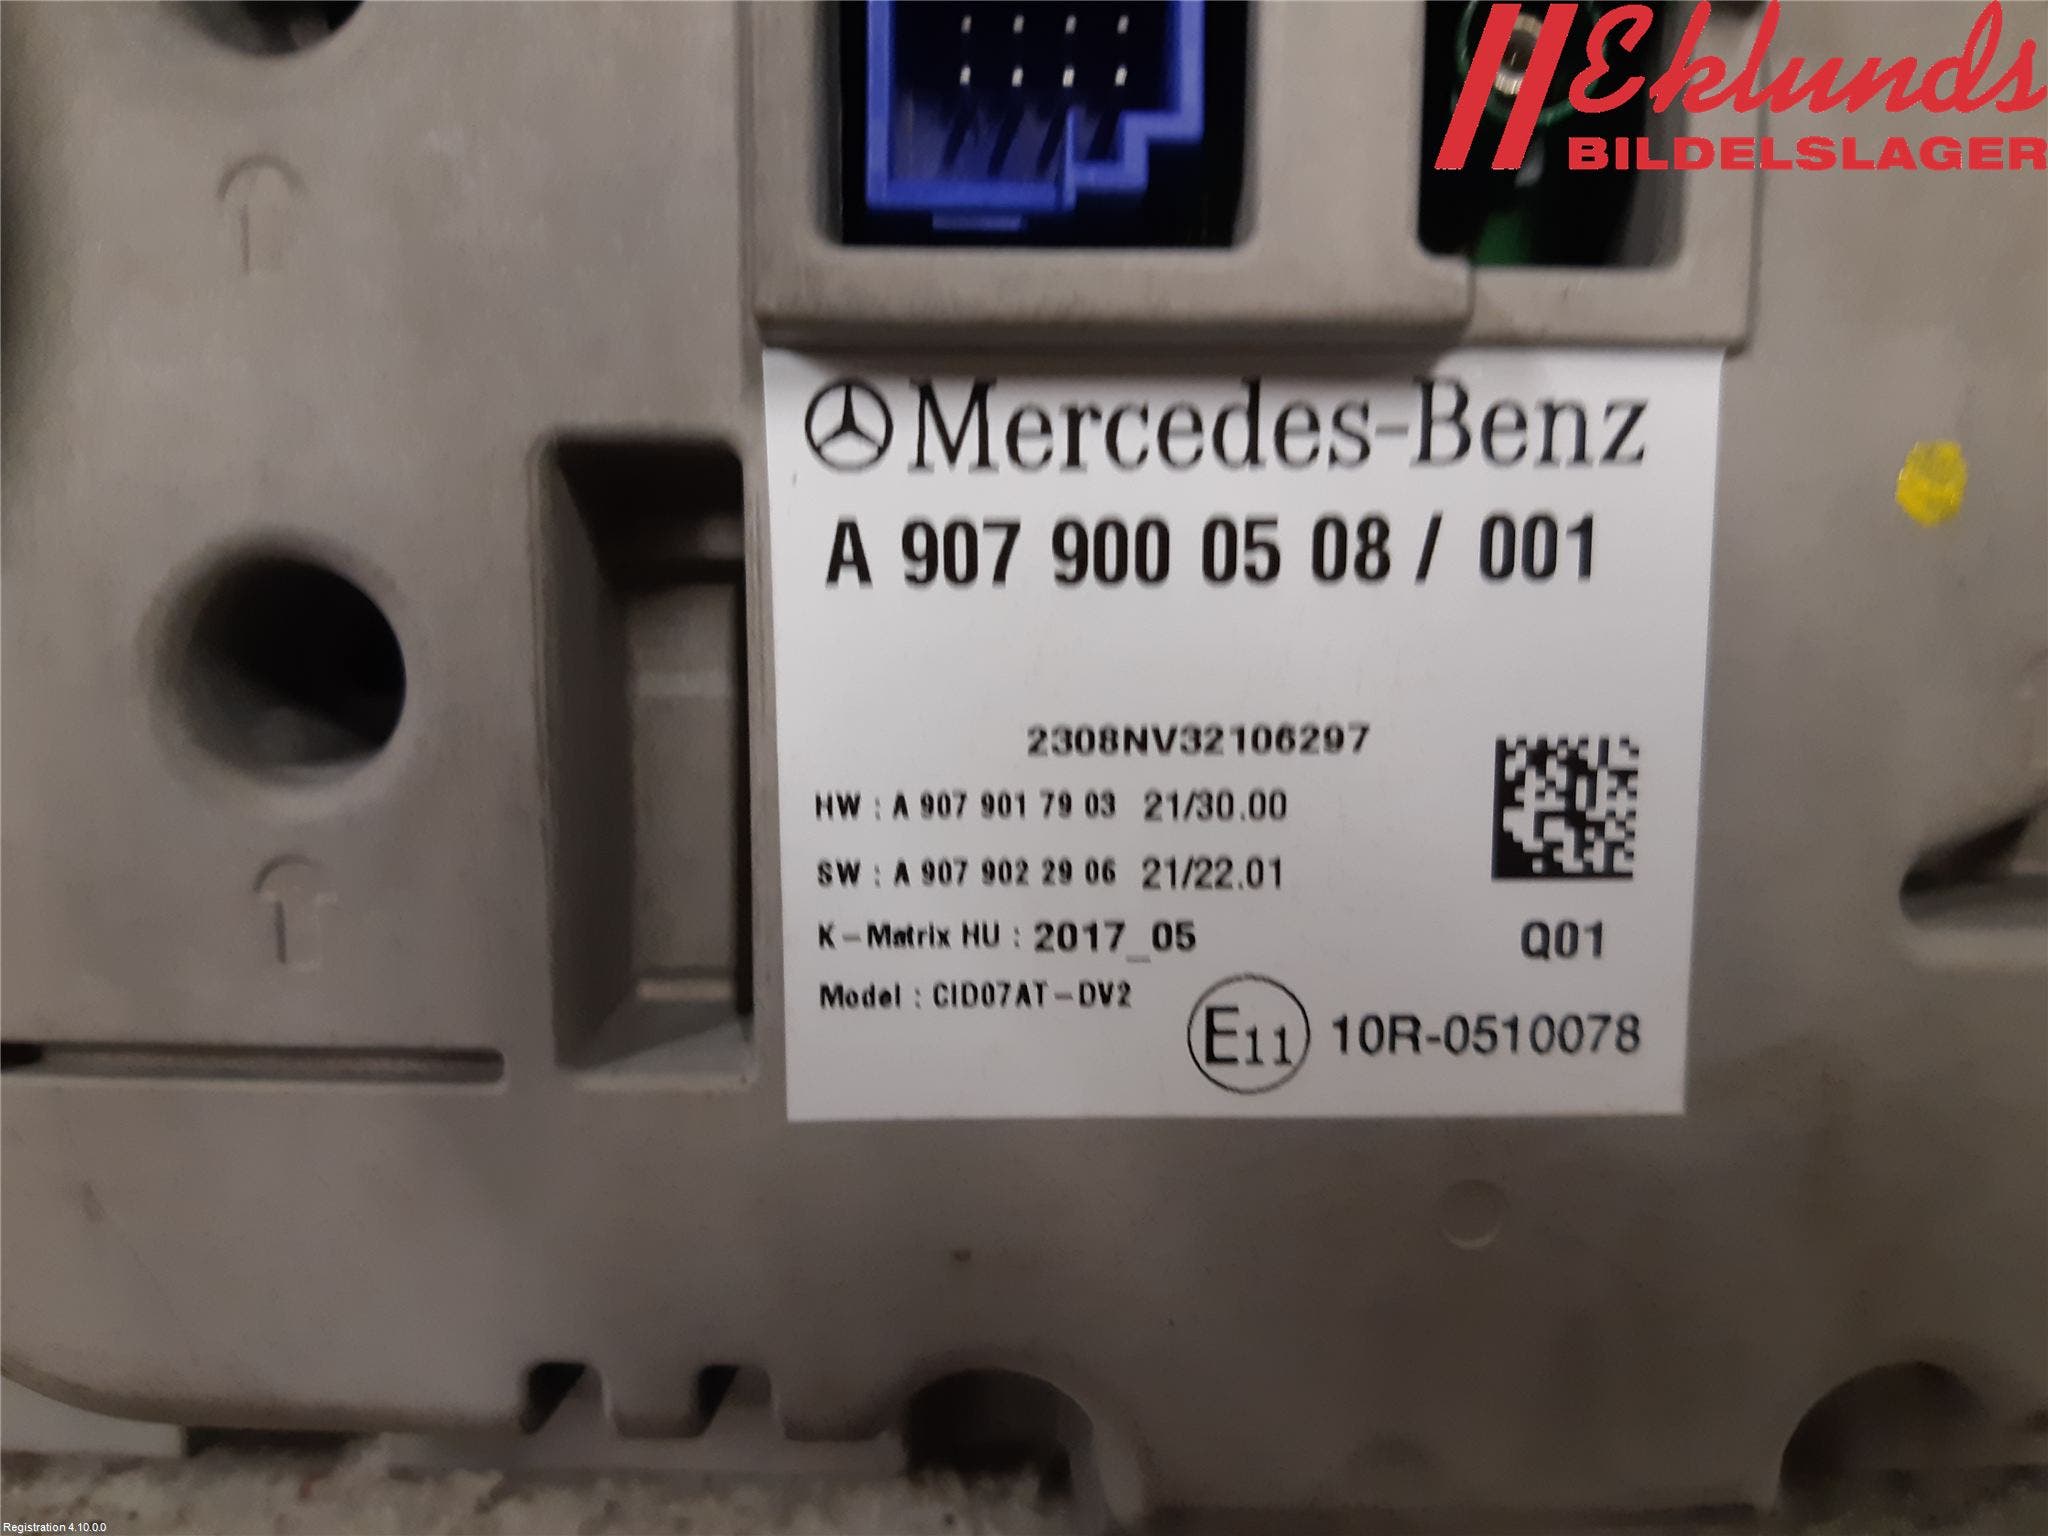 Eklunds
BILDELSLAGER
Mercedes-Benz
A 907 900 05 08 / 001
2308NV32106297
HW : A 907 901 79 03 21/30.00
SW : A 907 902 29 06 21/22.01
K-Matrix HU : 2017_05
Q01
Model : CID07AT-DV2
E11 10R-0510078
Registration 4.10.0.0